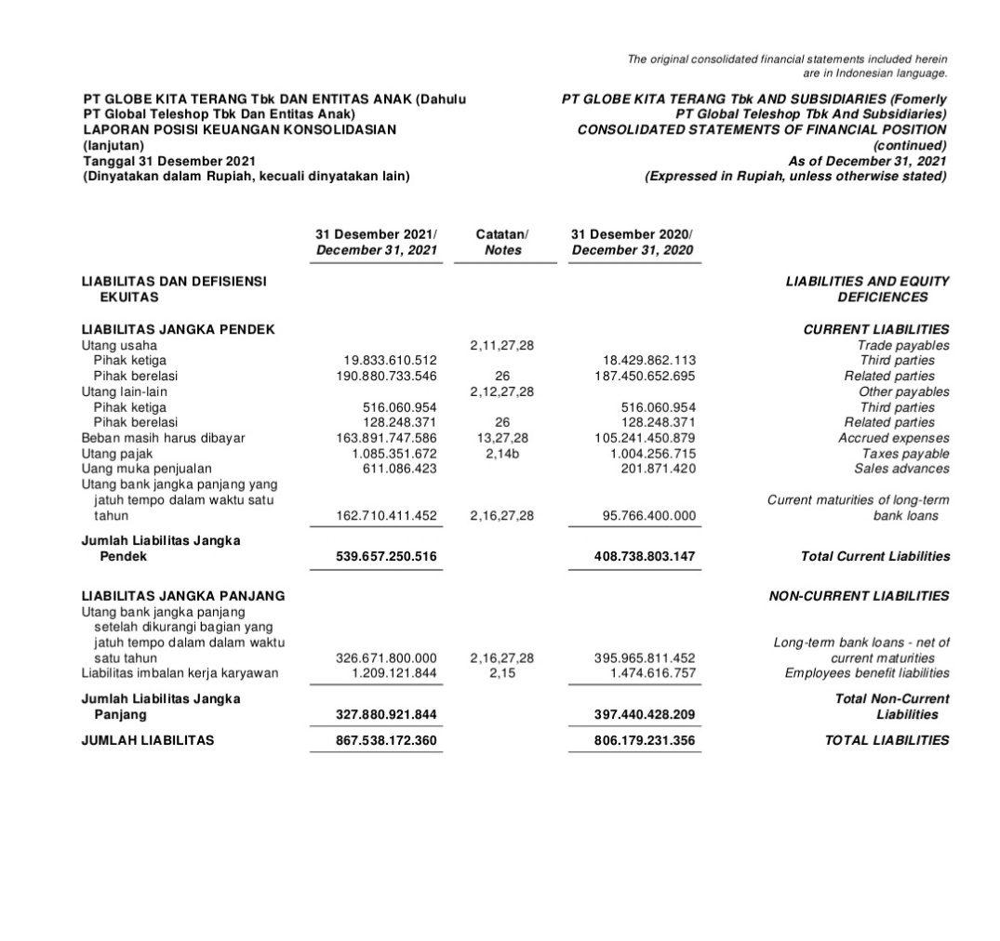 The original consolidated financial statements included herein
are in Indonesian language.
PT GLOBE KITA TERANG Tbk DAN ENTITAS ANAK (Dahulu
PT Global Teleshop Tbk Dan Entitas Anak)
LAPORAN POSISI KEUANGAN KONSOLIDASIAN
(lanjutan)
Tanggal 31 Desember 2021
(Dinyatakan dalam Rupiah, kecuali dinyatakan lain)
PT GLOBE KITA TERANG Tbk AND SUBSIDIARIES (Fomerly
PT Global Teleshop Tbk And Subsidiaries)
CONSOLIDATED STATEMENTS OF FINANCIAL POSITION
(continued)
As of December 31, 2021
(Expressed in Rupiah, unless otherwise stated)
31 Desember 2021/ Catatan/ 31 Desember 2020/
December 31, 2021 Notes December 31, 2020
LIABILITAS DAN DEFISIENSI LIABILITIES AND EQUITY
EKUITAS DEFICIENCES
LIABILITAS JANGKA PENDEK CURRENT LIABILITIES
Utang usaha 2,11,27,28 Trade payables
Pihak ketiga 19.833.610.512 18.429.862.113 Third parties
Pihak berelasi 190.880.733.546 26 187.450.652.695 Related parties
Utang lain-lain 2,12,27,28 Other payables
Pihak ketiga 516.060.954 516.060.954 Third parties
Pihak berelasi 128.248.371 26 128.248.371 Related parties
Beban masih harus dibayar 163.891.747.586 13,27,28 105.241.450.879 Accrued expenses
Utang pajak 1.085.351.672 2,14b 1.004.256.715 Taxes payable
Uang muka penjualan 611.086.423 201.871.420 Sales advances
Utang bank jangka panjang yang
jatuh tempo dalam waktu satu Current maturities of long-term
tahun 162.710.411.452 2,16,27,28 95.766.400.000 bank loans
Jumlah Liabilitas Jangka
Pendek 539.657.250.516 408.738.803.147 Total Current Liabilities
LIABILITAS JANGKA PANJANG NON-CURRENT LIABILITIES
Utang bank jangka panjang
setelah dikurangi bagian yang
jatuh tempo dalam dalam waktu Long-term bank loans - net of
satu tahun 326.671.800.000 2,16,27,28 395.965.811.452 current maturities
Liabilitas imbalan kerja karyawan 1.209.121.844 2,15 1.474.616.757 Employees benefit liabilities
Jumlah Liabilitas Jangka Total Non-Current
Panjang 327.880.921.844 397.440.428.209 Liabilities
JUMLAH LIABILITAS 867.538.172.360 806.179.231.356 TOTAL LIABILITIES